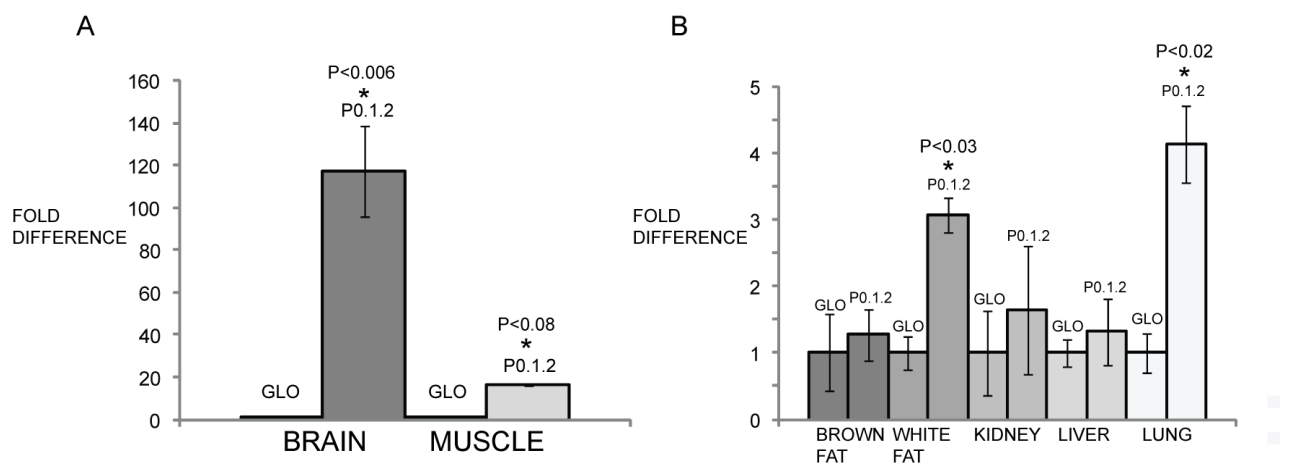 A
P<0.006
*
P0.1.2
160
140
120
100
80
60
40
20
0
FOLD
DIFFERENCE
P<0.08
*
P0.1.2
GLO
GLO
BRAIN
MUSCLE
B
P<0.02
*
P0.1.2
5
4
3
2
1
0
FOLD
DIFFERENCE
P<0.03
*
P0.1.2
P0.1.2
GLO
P0.1.2
GLO
GLO
GLO
P0.1.2
GLO
BROWN
FAT
WHITE
FAT
KIDNEY
LIVER
LUNG